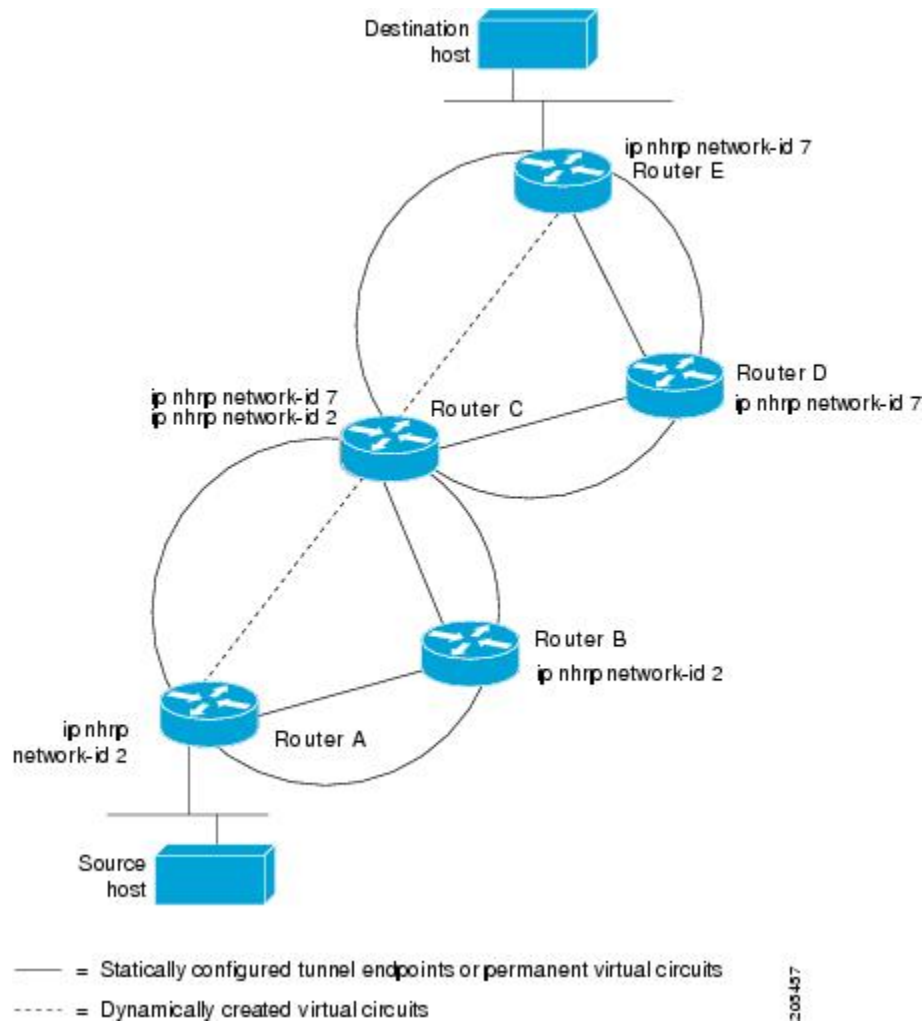 Destination
host
ip nhrp network-id 7
Router E
Router D
ip nhrp network-id 7
ip nhrp network-id 7
ip nhrp network-id 2
Router C
Router B
ip nhrp network-id 2
ip nhrp
network-id 2
Router A
Source
host
= Statically configured tunnel endpoints or permanent virtual circuits
= Dynamically created virtual circuits